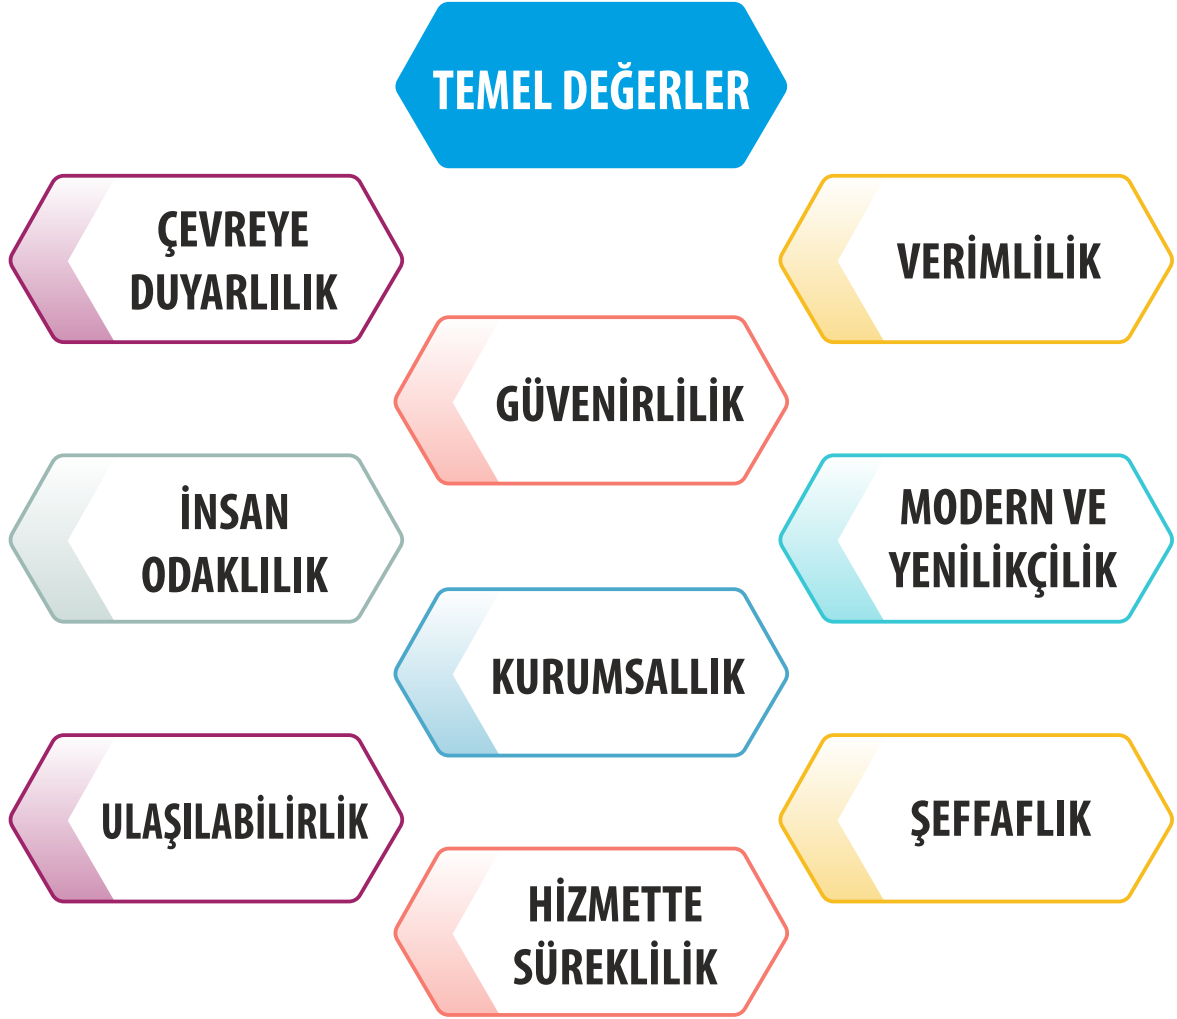 TEMEL DEĞERLER
ÇEVREYE
DUYARLILIK
VERİMLİLİK
GÜVENİRLİLİK
İNSAN
ODAKLILIK
MODERN VE
YENİLİKÇİLİK
KURUMSALLIK
ULAŞILABİLİRLİK
ŞEFFAFLIK
HİZMETTE
SÜREKLİLİK